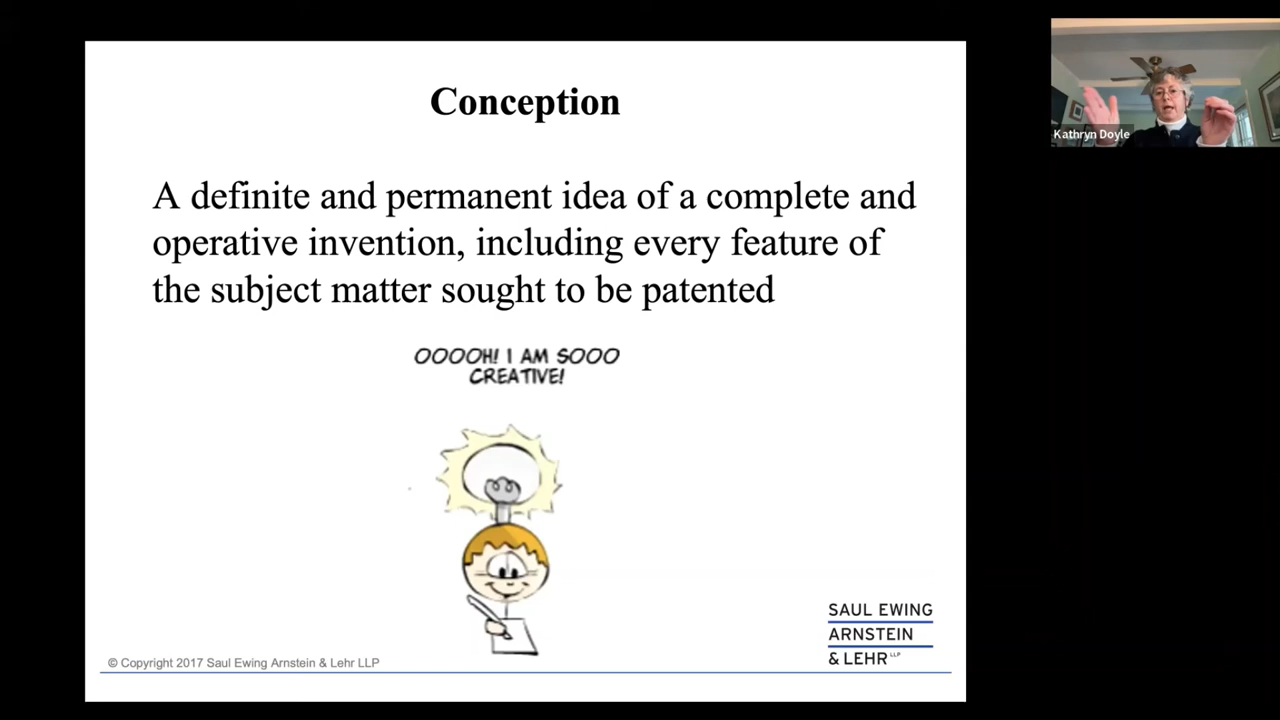 Conception
A definite and permanent idea of a complete and
operative invention, including every feature of
the subject matter sought to be patented
OOOOH! I AM SOOO
CREATIVE!
SAUL EWING
ARNSTEIN
& LEHR LLP
© Copyright 2017 Saul Ewing Arnstein & Lehr LLP
Kathryn Doyle